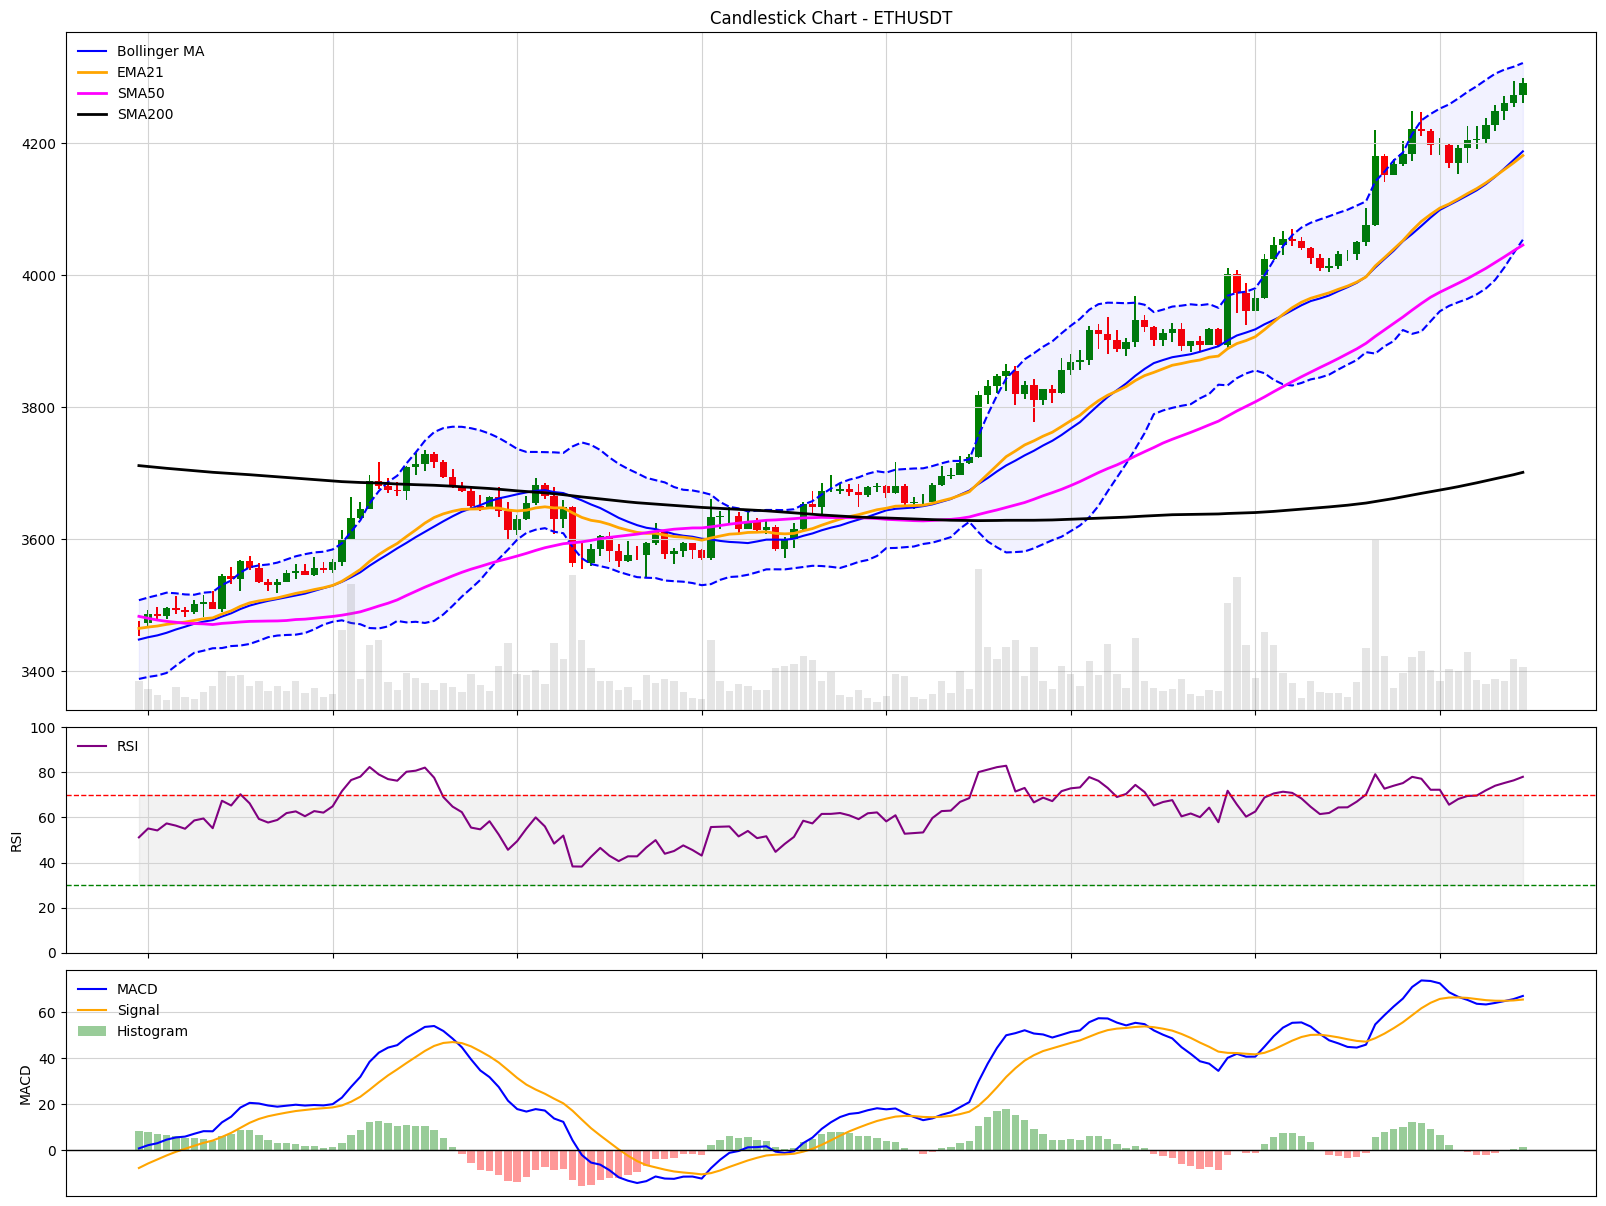 Candlestick Chart - ETHUSDT
Bollinger MA
EMA21
SMA50
SMA200
4200
4000
3800
3600
3400
100
80
60
40
20
0
RSI
RSI
60
40
20
0
MACD
MACD
Signal
Histogram